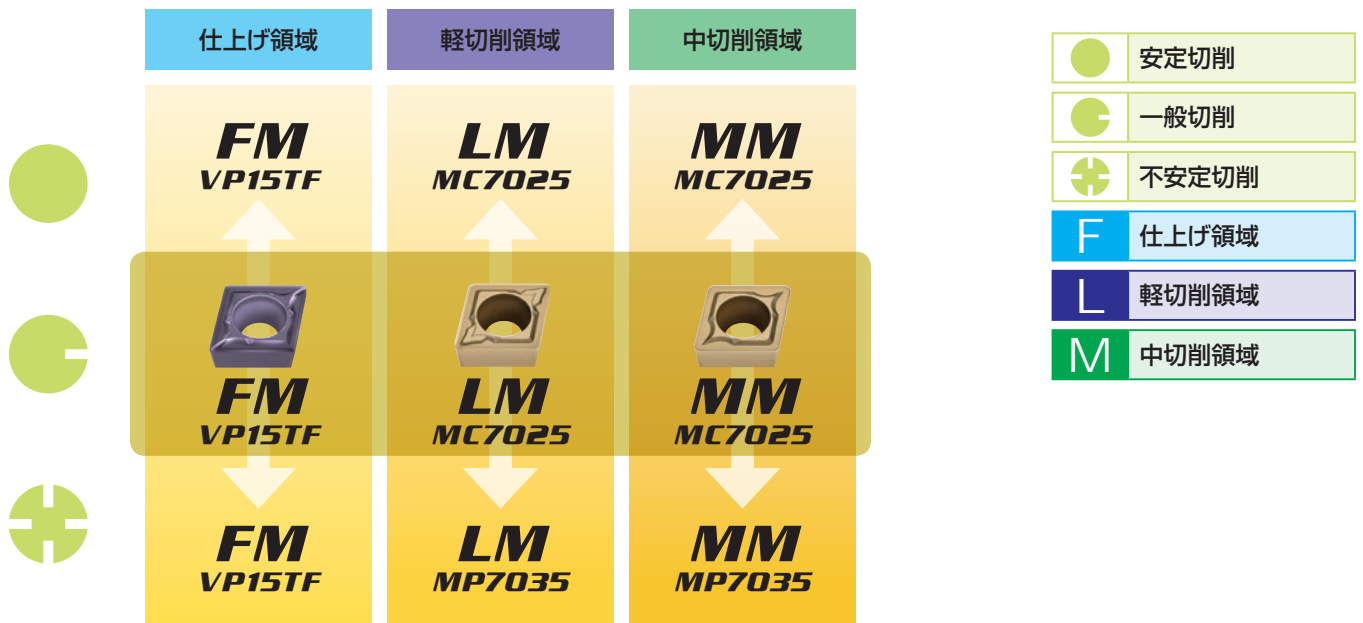 仕上げ領域
軽切削領域
中切削領域
FM
VP15TF
LM
MC7025
MM
MC7025
FM
VP15TF
LM
MC7025
MM
MC7025
FM
VP15TF
LM
MP7035
MM
MP7035
安定切削
一般切削
不安定切削
F 仕上げ領域
L 軽切削領域
M 中切削領域